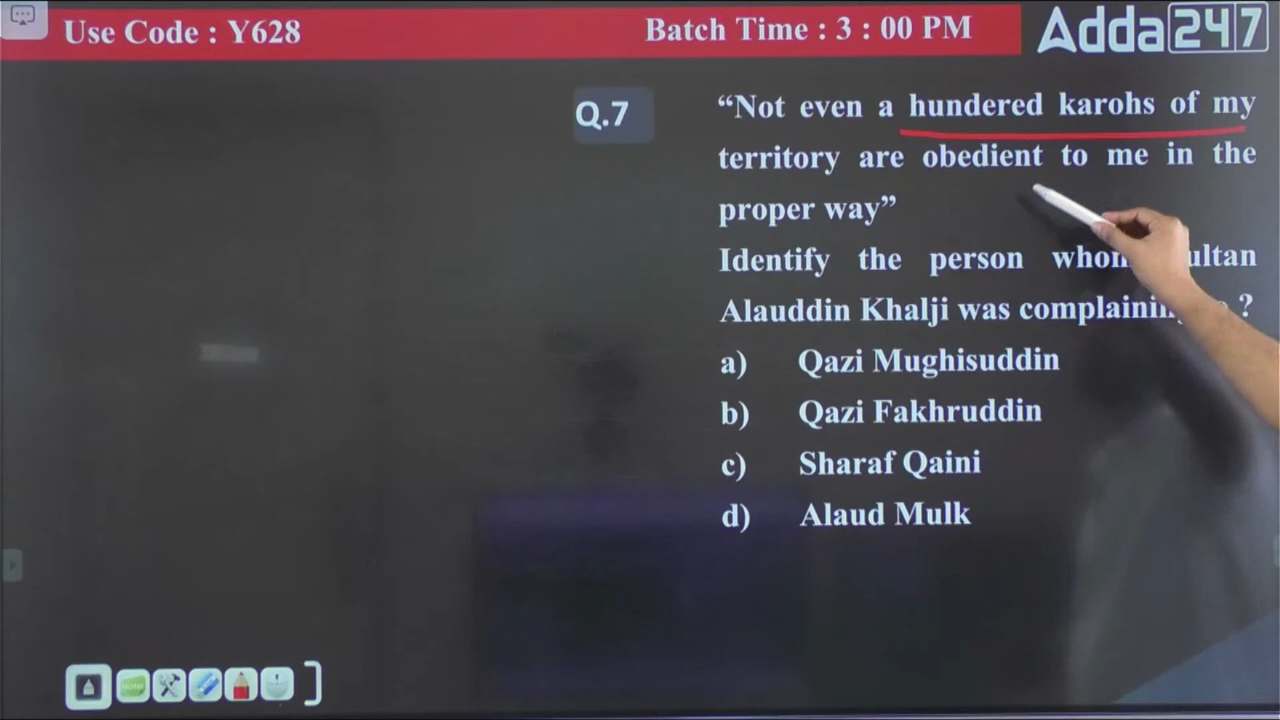 Use Code : Y628
Batch Time : 3 : 00 PM
Adda247
Q.7
“Not even a hundered karohs of my
territory are obedient to me in the
proper way”
Identify the person
Alauddin Khalji was ?
a) Qazi Mughisuddin
b) Qazi Fakhruddin
c) Sharaf Qaini
d) Alaud Mulk